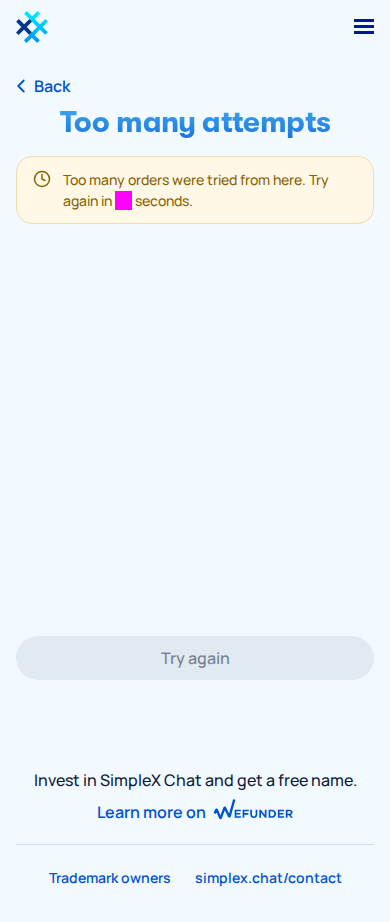 Back
Too many attempts
Too many orders were tried from here. Try
again in seconds.
Try again
Invest in SimpleX Chat and get a free name.
Learn more on WEFUNDER
Trademark owners simplex.chat/contact